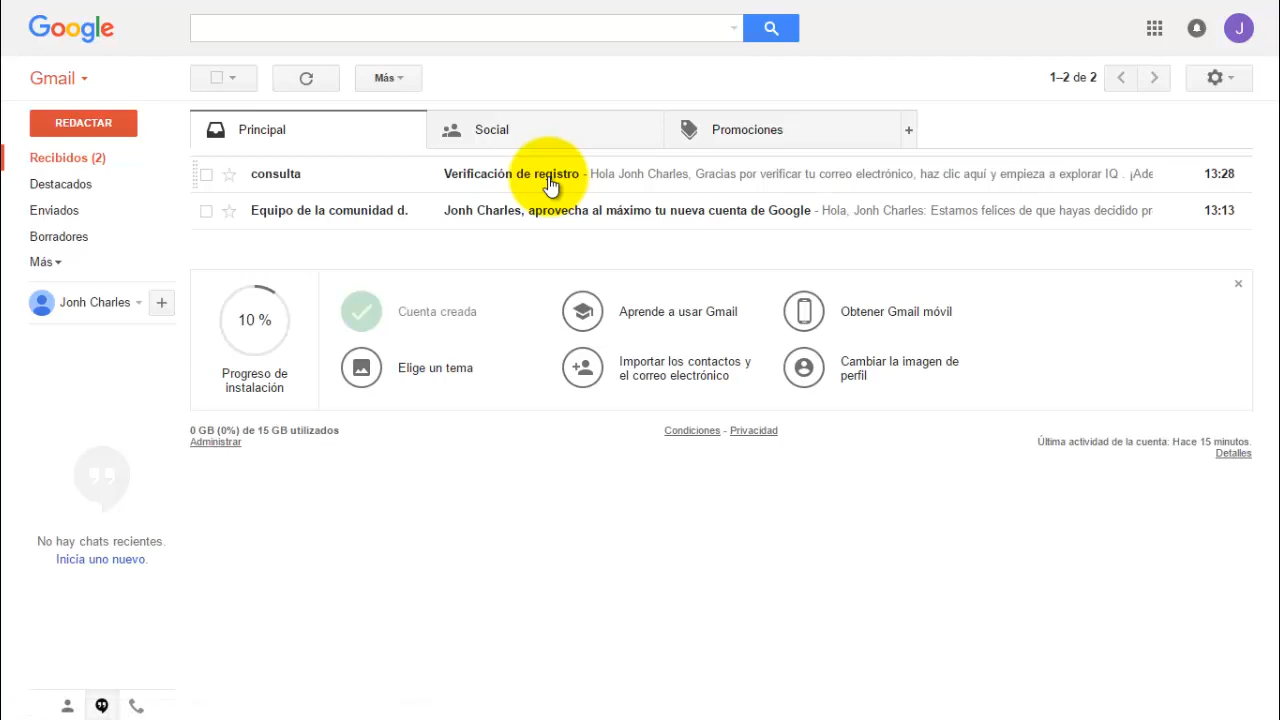 Google
J
Gmail
Más
1–2 de 2
REDACTAR
Principal
Social
Promociones
+
Recibidos (2)
Destacados
Enviados
Borradores
Más
consulta Verificación de registro - Hola Jonh Charles, Gracias por verificar tu correo electrónico, haz clic aquí y empieza a explorar IQ . ¡Ade 13:28
Equipo de la comunidad d. Jonh Charles, aprovecha al máximo tu nueva cuenta de Google - Hola, Jonh Charles: Estamos felices de que hayas decidido pr 13:13
Jonh Charles
+
10 %
Progreso de
instalación
Cuenta creada
Aprende a usar Gmail
Obtener Gmail móvil
Elige un tema
Importar los contactos y
el correo electrónico
Cambiar la imagen de
perfil
0 GB (0%) de 15 GB utilizados
Administrar
Condiciones - Privacidad
Última actividad de la cuenta: Hace 15 minutos.
Detalles
No hay chats recientes.
Inicia uno nuevo.